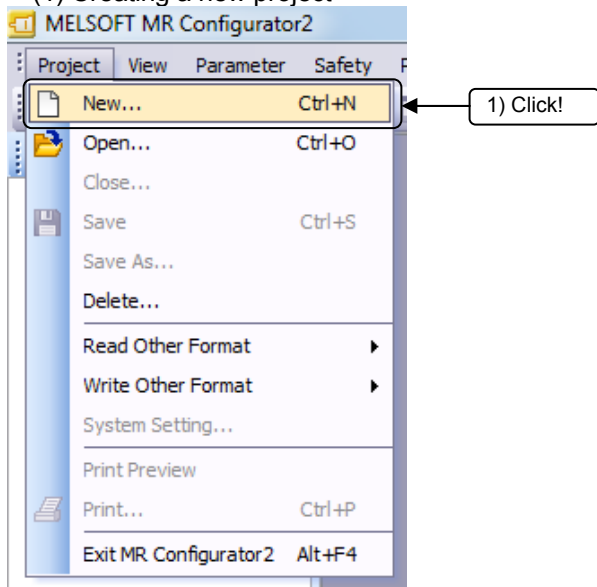 (1) Creating a new project
MELSOFT MR Configurator2
Project View Parameter Safety
New... Ctrl+N
1) Click!
Open... Ctrl+O
Close...
Save Ctrl+S
Save As...
Delete...
Read Other Format
Write Other Format
System Setting...
Print Preview
Print... Ctrl+P
Exit MR Configurator2 Alt+F4